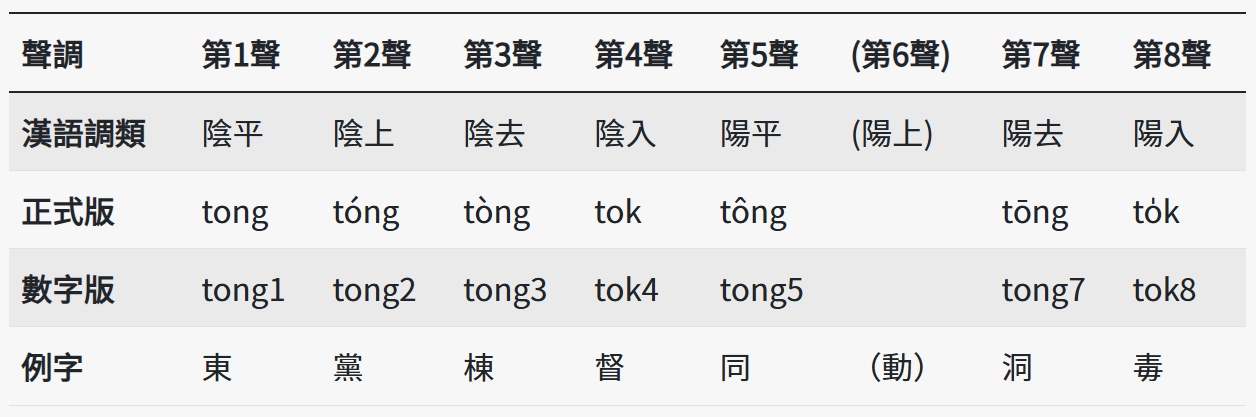 聲調 第1聲 第2聲 第3聲 第4聲 第5聲 (第6聲) 第7聲 第8聲
漢語調類 陰平 陰上 陰去 陰入 陽平 (陽上) 陽去 陽入
正式版 tong tóng tòng tok tông tōng to̍k
數字版 tong1 tong2 tong3 tok4 tong5 tong7 tok8
例字 東 黨 棟 督 同 （動） 洞 毒